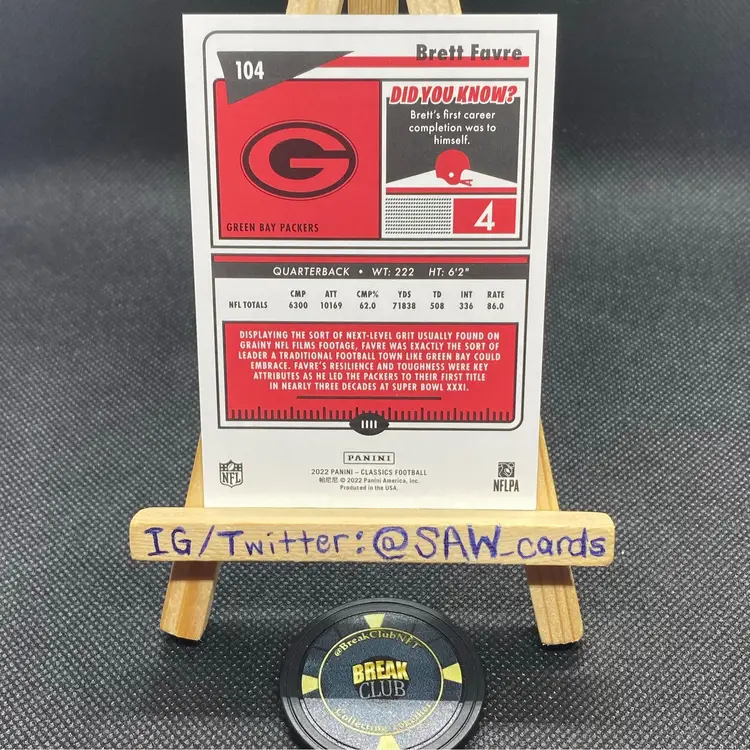 Brett Favre
104
DID YOU KNOW?
Brett's first career
completion was to
himself.
G
GREEN BAY PACKERS
4
QUARTERBACK • WT: 222 HT: 6'2"
CMP ATT CMP% YDS TD INT RATE
NFL TOTALS 6300 10169 62.0 71838 508 336 86.0
DISPLAYING THE SORT OF NEXT-LEVEL GRIT USUALLY FOUND ON
GRAINY NFL FILMS FOOTAGE, FAVRE WAS EXACTLY THE SORT OF
LEADER A TRADITIONAL FOOTBALL TOWN LIKE GREEN BAY COULD
EMBRACE. FAVRE'S RESILIENCE AND TOUGHNESS WERE KEY
ATTRIBUTES AS HE LED THE PACKERS TO THEIR FIRST TITLE
IN NEARLY THREE DECADES AT SUPER BOWL XXXI.
PANINI
2022 PANINI – CLASSICS FOOTBALL
帕尼尼 © 2022 Panini America, Inc.
Produced in the USA.
NFL
NFLPA
IG/Twitter:@SAW_cards
@BreakClubNFT
BREAK
CLUB